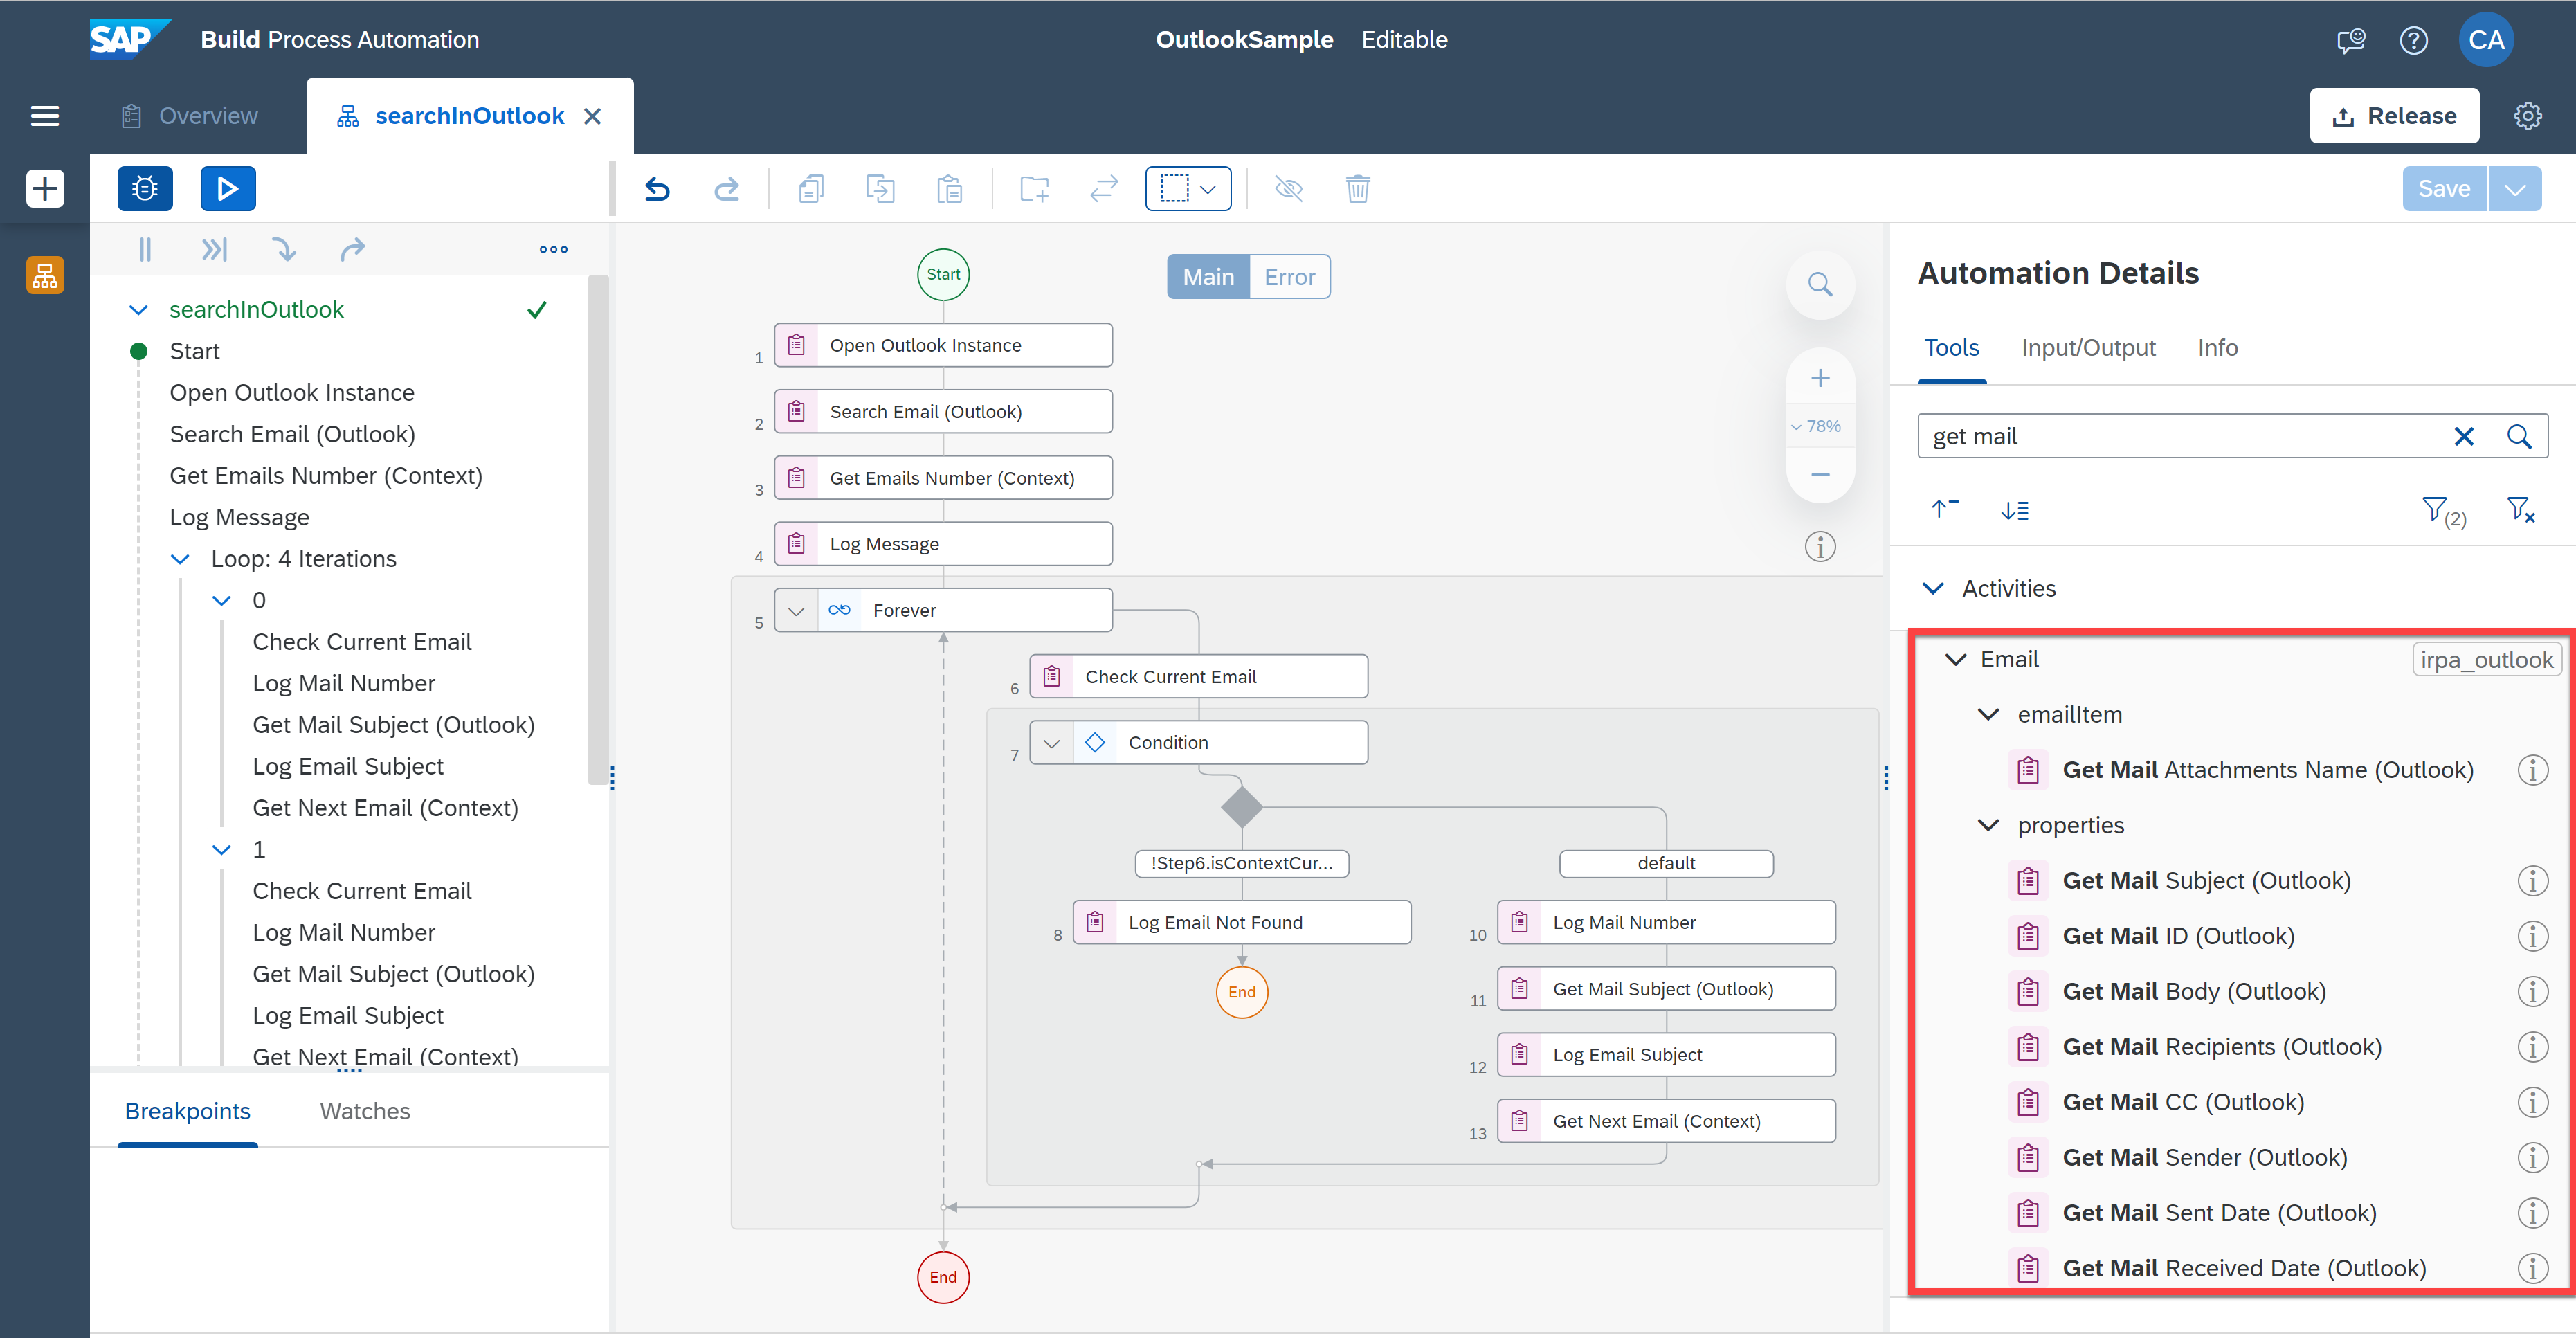 SAP Build Process Automation
OutlookSample Editable
CA
Overview
searchInOutlook
Release
Save
searchInOutlook
Start
Open Outlook Instance
Search Email (Outlook)
Get Emails Number (Context)
Log Message
Loop: 4 Iterations
0
Check Current Email
Log Mail Number
Get Mail Subject (Outlook)
Log Email Subject
Get Next Email (Context)
1
Check Current Email
Log Mail Number
Get Mail Subject (Outlook)
Log Email Subject
Get Next Email (Context)
Breakpoints Watches
Start
Main Error
1 Open Outlook Instance
2 Search Email (Outlook)
3 Get Emails Number (Context)
4 Log Message
5 Forever
6 Check Current Email
7 Condition
!Step6.isContextCur...
default
8 Log Email Not Found
End
10 Log Mail Number
11 Get Mail Subject (Outlook)
12 Log Email Subject
13 Get Next Email (Context)
End
78%
Automation Details
Tools Input/Output Info
get mail
(2)
Activities
Email irpa_outlook
emailItem
Get Mail Attachments Name (Outlook)
properties
Get Mail Subject (Outlook)
Get Mail ID (Outlook)
Get Mail Body (Outlook)
Get Mail Recipients (Outlook)
Get Mail CC (Outlook)
Get Mail Sender (Outlook)
Get Mail Sent Date (Outlook)
Get Mail Received Date (Outlook)